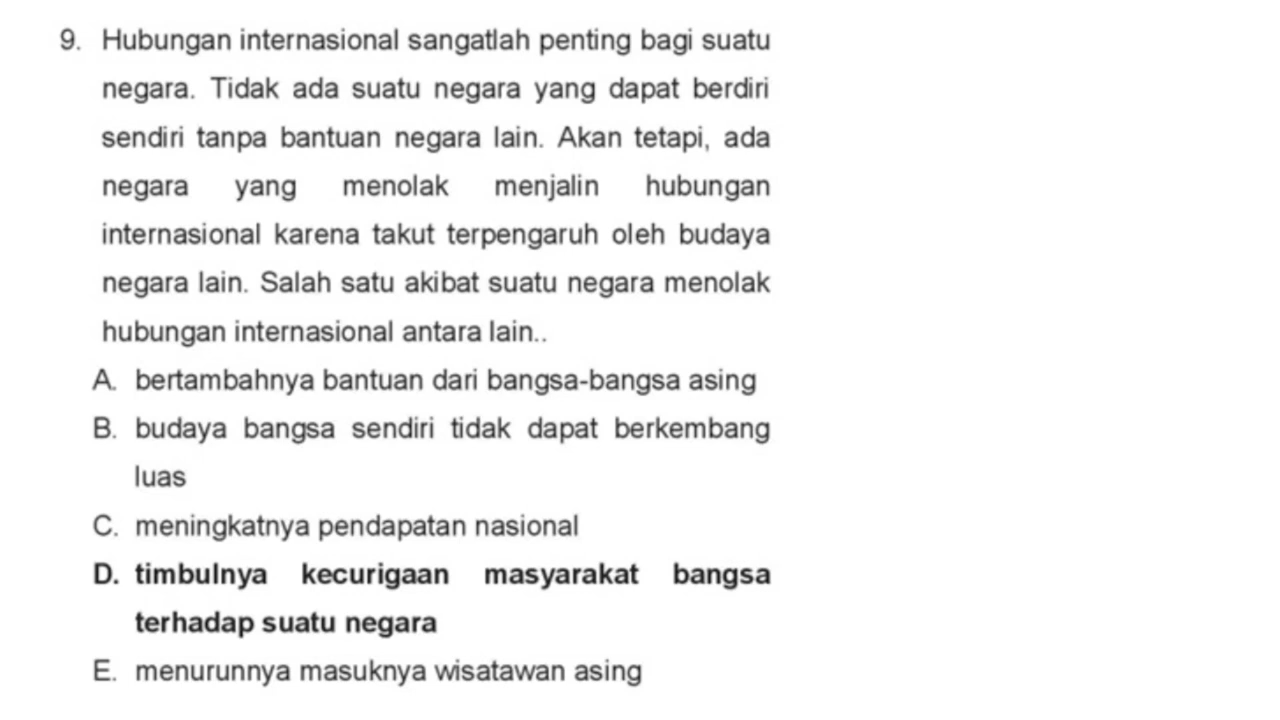 9. Hubungan internasional sangatlah penting bagi suatu
negara. Tidak ada suatu negara yang dapat berdiri
sendiri tanpa bantuan negara lain. Akan tetapi, ada
negara yang menolak menjalin hubungan
internasional karena takut terpengaruh oleh budaya
negara lain. Salah satu akibat suatu negara menolak
hubungan internasional antara lain..
A. bertambahnya bantuan dari bangsa-bangsa asing
B. budaya bangsa sendiri tidak dapat berkembang
luas
C. meningkatnya pendapatan nasional
D. timbulnya kecurigaan masyarakat bangsa
terhadap suatu negara
E. menurunnya masuknya wisatawan asing